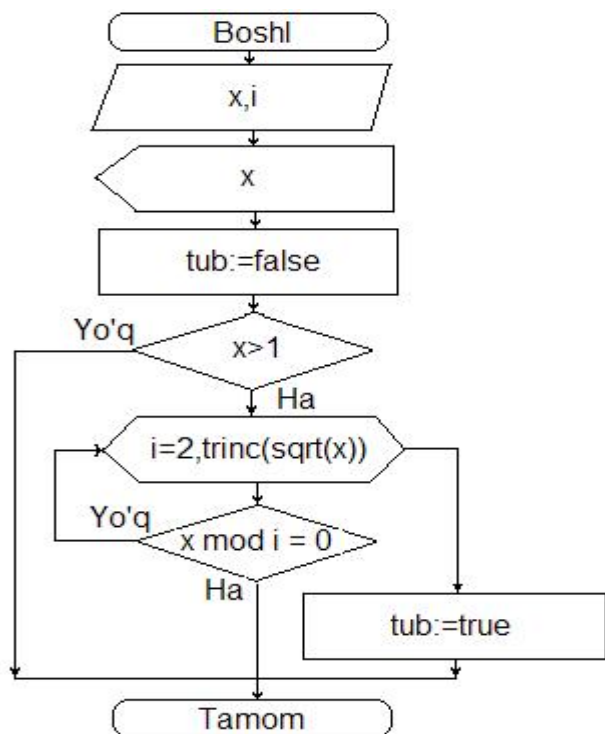 Boshl
x,i
x
tub:=false
Yo'q
x>1
Ha
i=2,trinc(sqrt(x))
Yo'q
x mod i = 0
Ha
tub:=true
Tamom